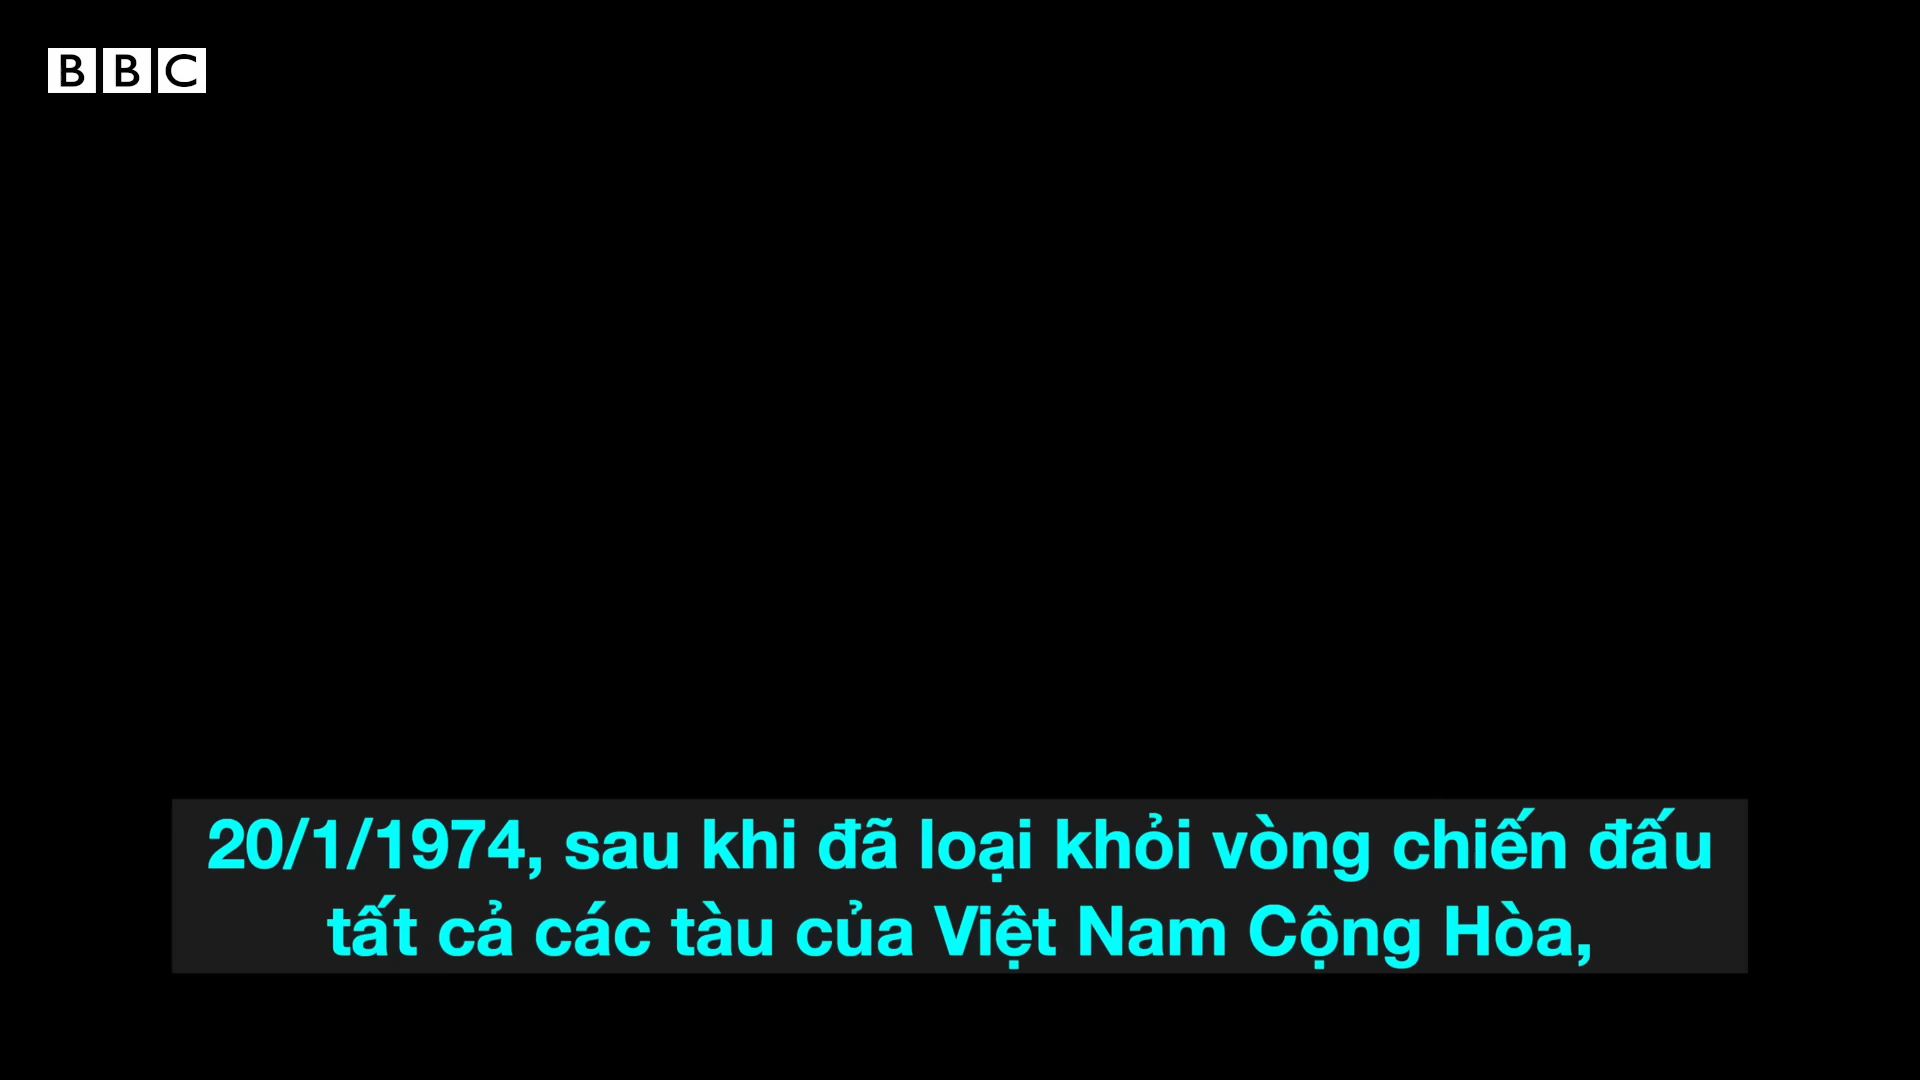 BBC
20/1/1974, sau khi đã loại khỏi vòng chiến đấu
tất cả các tàu của Việt Nam Cộng Hòa,